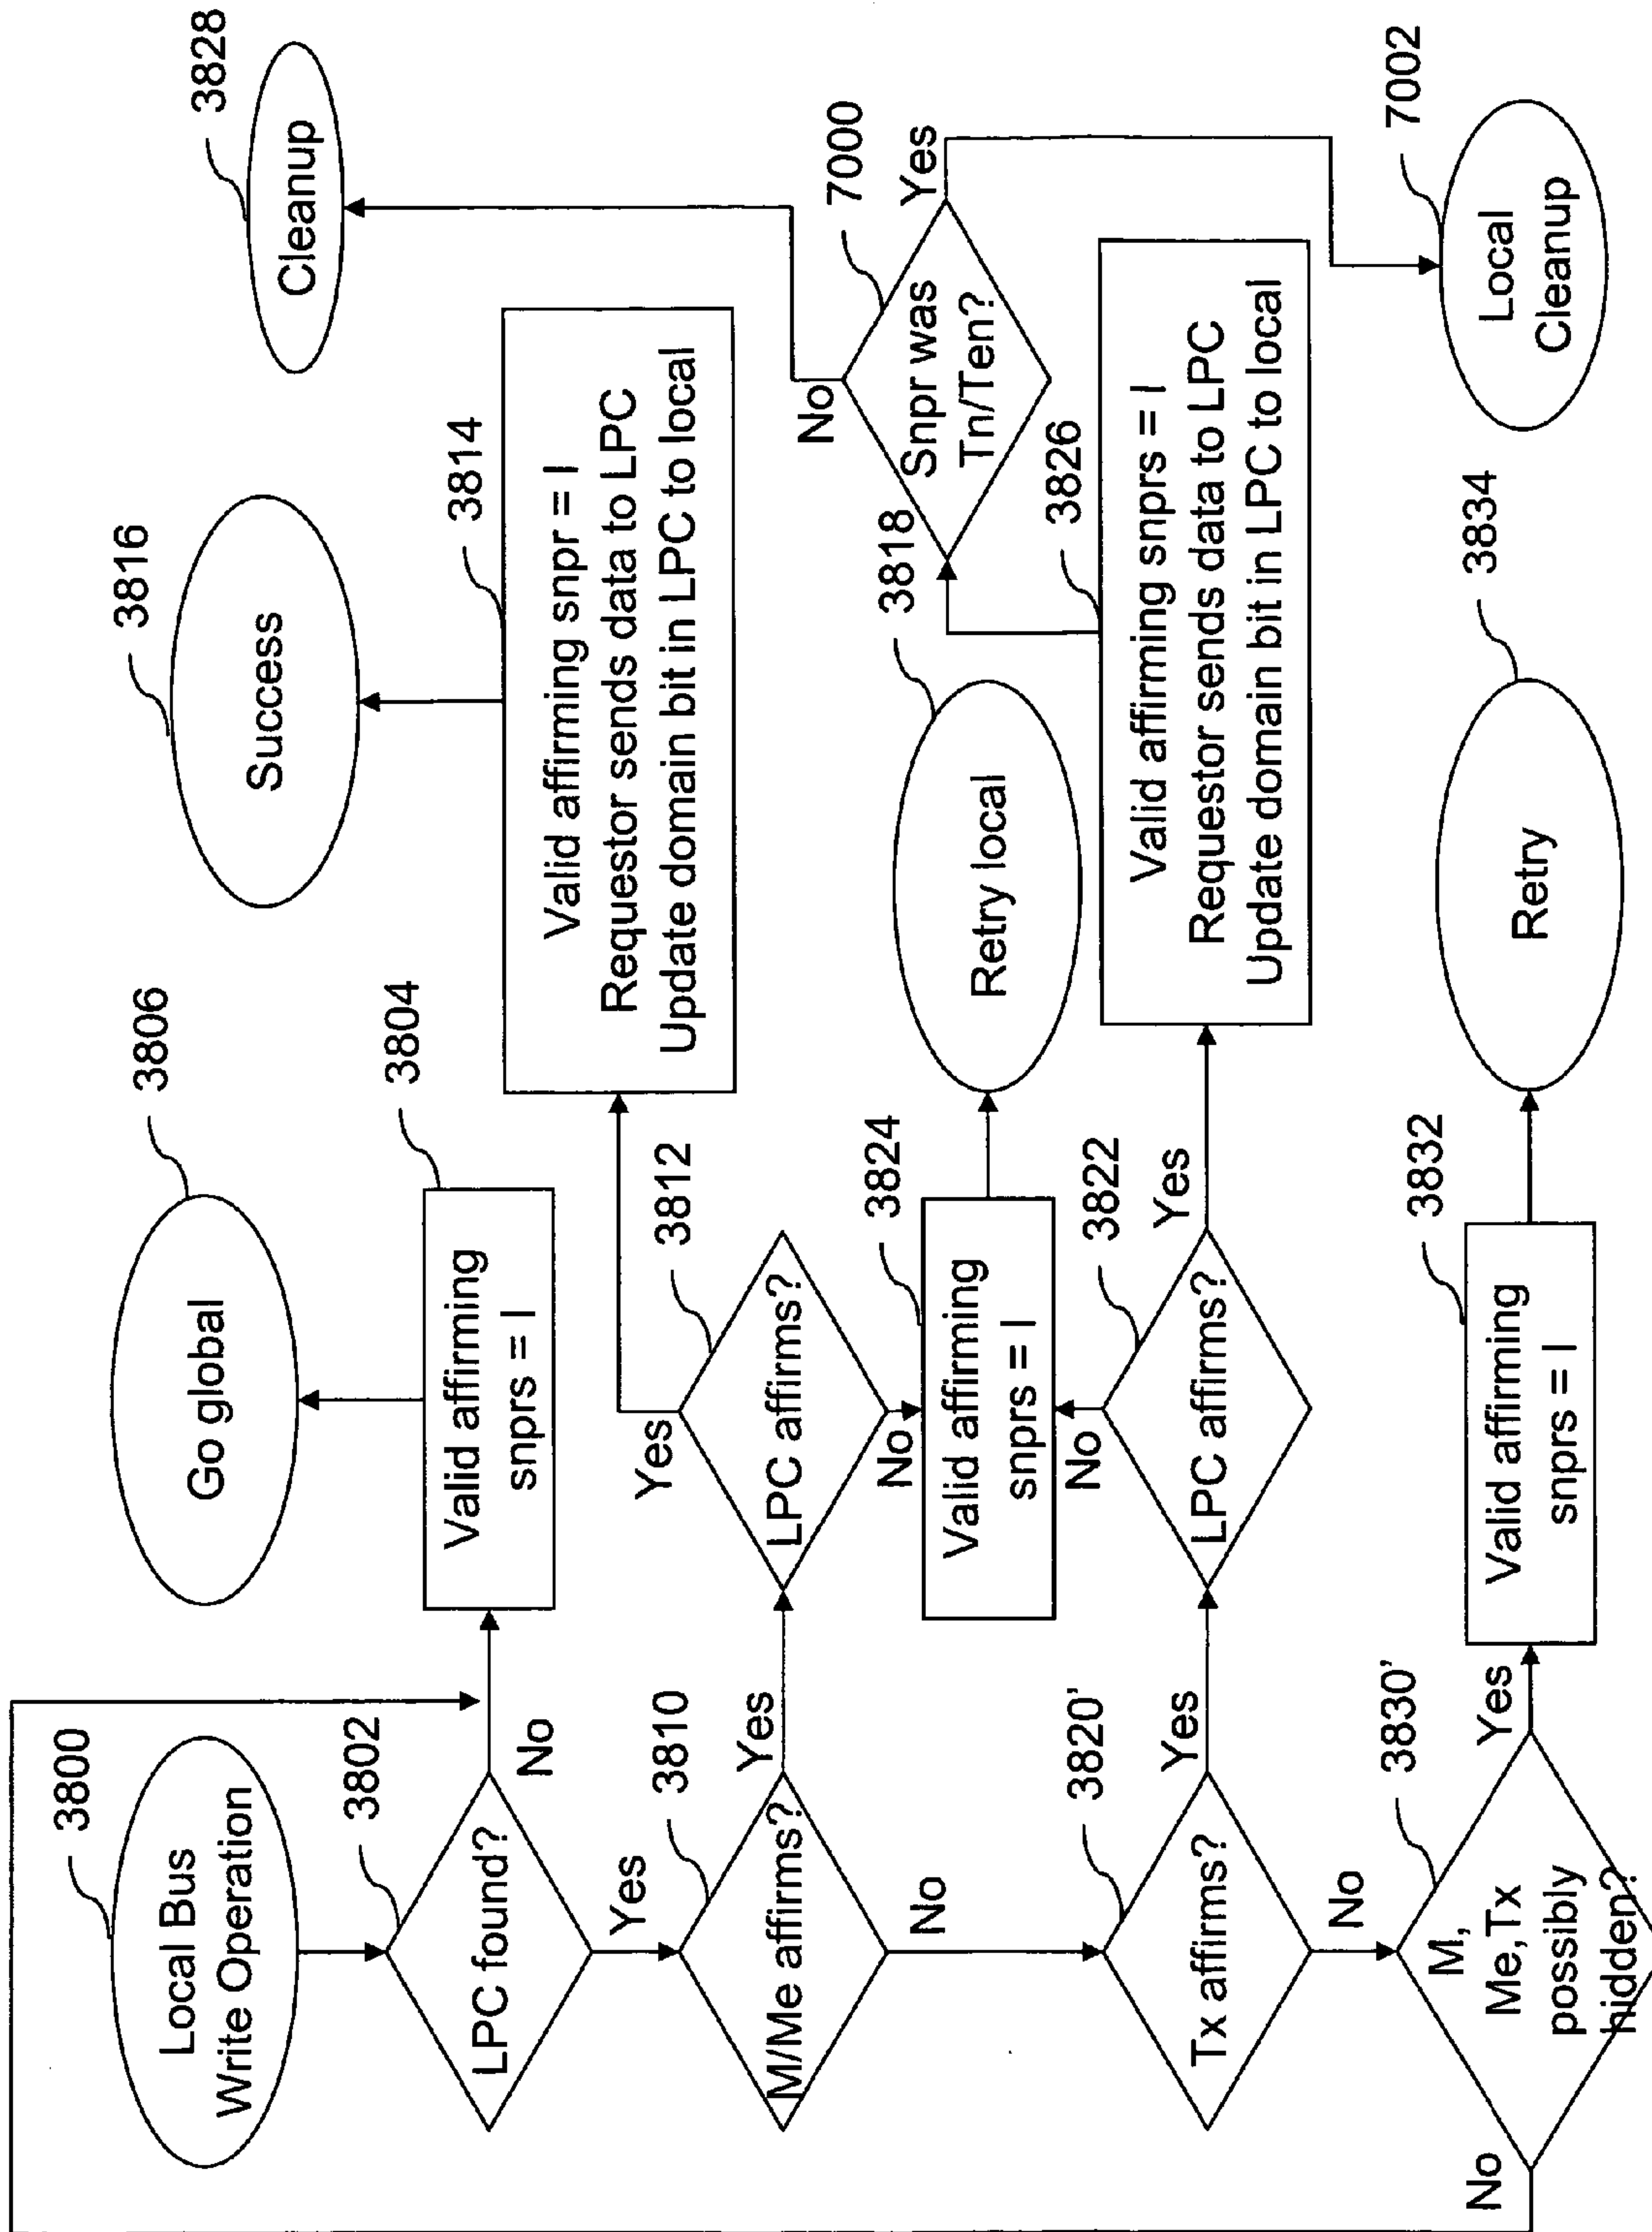 3800
Local Bus
Write Operation
3802
LPC found?
No
Yes
3804
Valid affirming
snprs = I
3806
Go global
3810
M/Me affirms?
Yes
No
3812
LPC affirms?
Yes
No
3814
Valid affirming snpr = I
Requestor sends data to LPC
Update domain bit in LPC to local
3816
Success
3824
Valid affirming
snprs = I
3818
Retry local
3820'
Tx affirms?
Yes
No
3822
LPC affirms?
Yes
No
3826
Valid affirming snprs = I
Requestor sends data to LPC
Update domain bit in LPC to local
7000
Snpr was
Tn/Ten?
No
Yes
3828
Cleanup
7002
Local
Cleanup
3830'
M,
Me,Tx
possibly
hidden?
Yes
No
3832
Valid affirming
snprs = I
3834
Retry